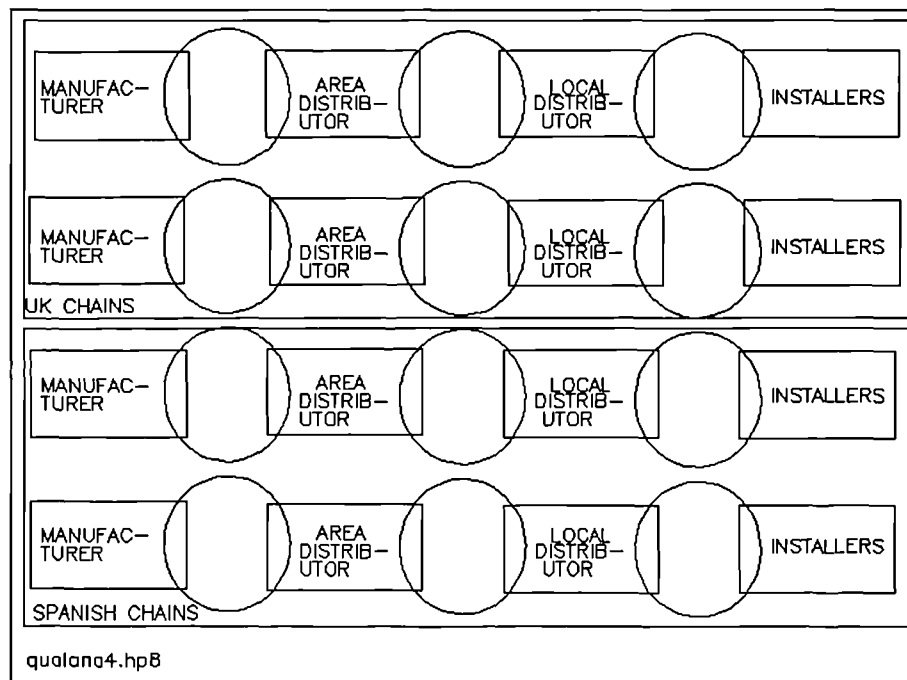 MANUFAC-
TURER
AREA
DISTRIB-
UTOR
LOCAL
DISTRIB-
UTOR
INSTALLERS
MANUFAC-
TURER
AREA
DISTRIB-
UTOR
LOCAL
DISTRIB-
UTOR
INSTALLERS
UK CHAINS
MANUFAC-
TURER
AREA
DISTRIB-
UTOR
LOCAL
DISTRIB-
UTOR
INSTALLERS
MANUFAC-
TURER
AREA
DISTRIB-
UTOR
LOCAL
DISTRIB-
UTOR
INSTALLERS
SPANISH CHAINS
qualana4.hp8